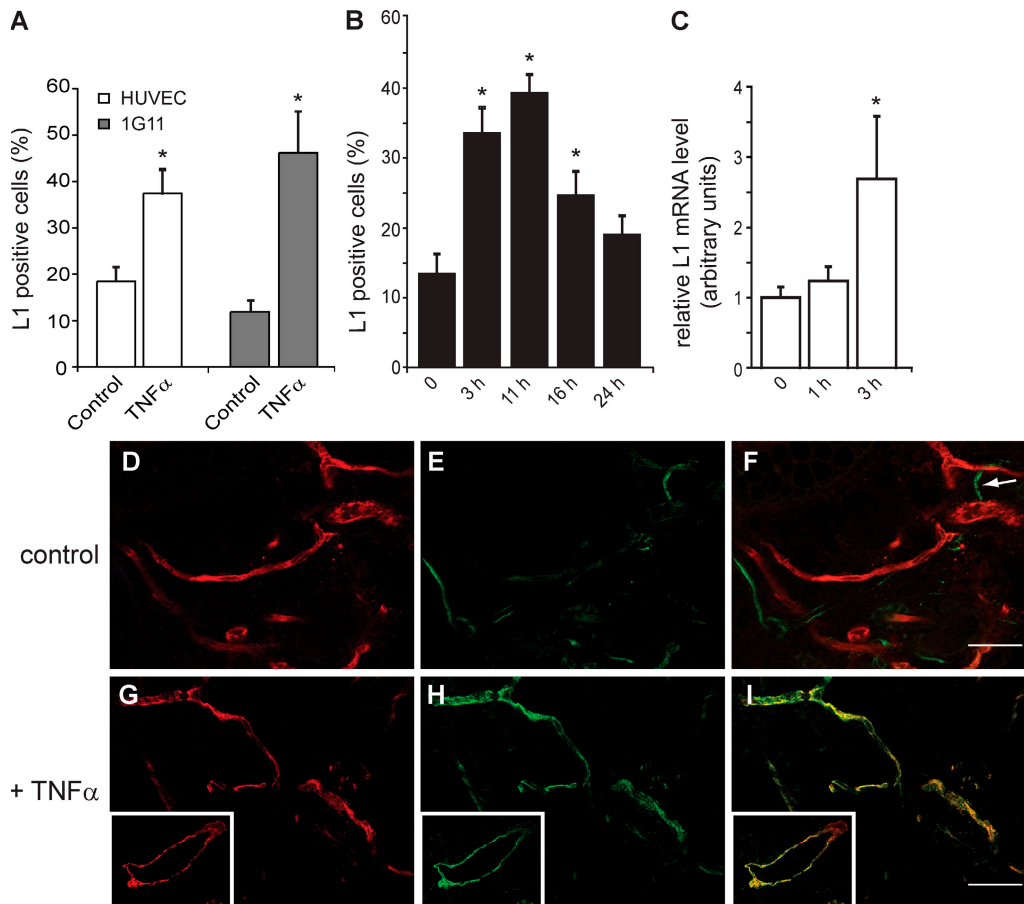 A
L1 positive cells (%)
60
50
40
30
20
10
0
HUVEC
1G11
*
*
Control
TNFα
Control
TNFα
B
L1 positive cells (%)
60
40
30
20
10
0
*
*
*
0
3 h
11 h
16 h
24 h
C
relative L1 mRNA level
(arbitrary units)
4
3
2
1
0
*
0
1 h
3 h
control
D
E
F
+ TNFα
G
H
I